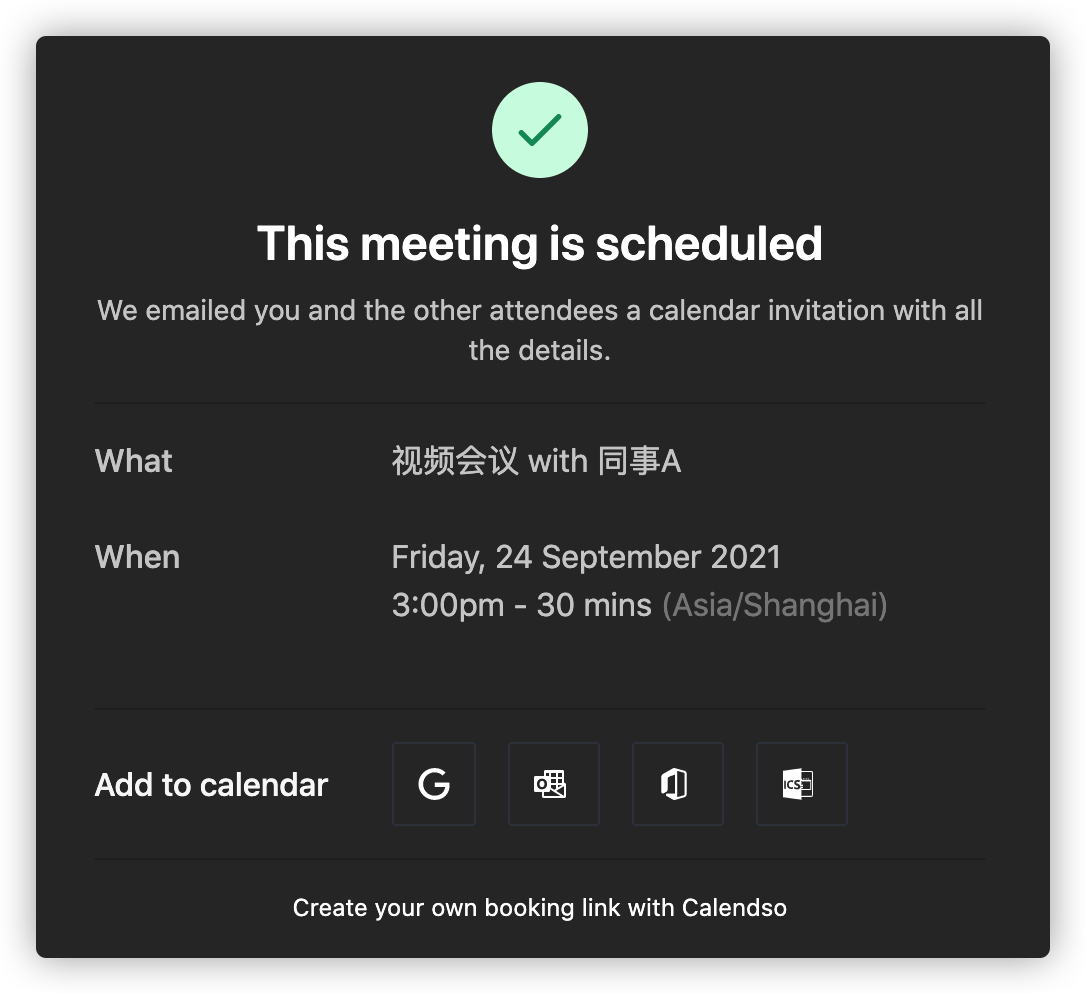 This meeting is scheduled
We emailed you and the other attendees a calendar invitation with all
the details.
What
视频会议 with 同事A
When
Friday, 24 September 2021
3:00pm - 30 mins (Asia/Shanghai)
Add to calendar
G
O
ICS
Create your own booking link with Calendso